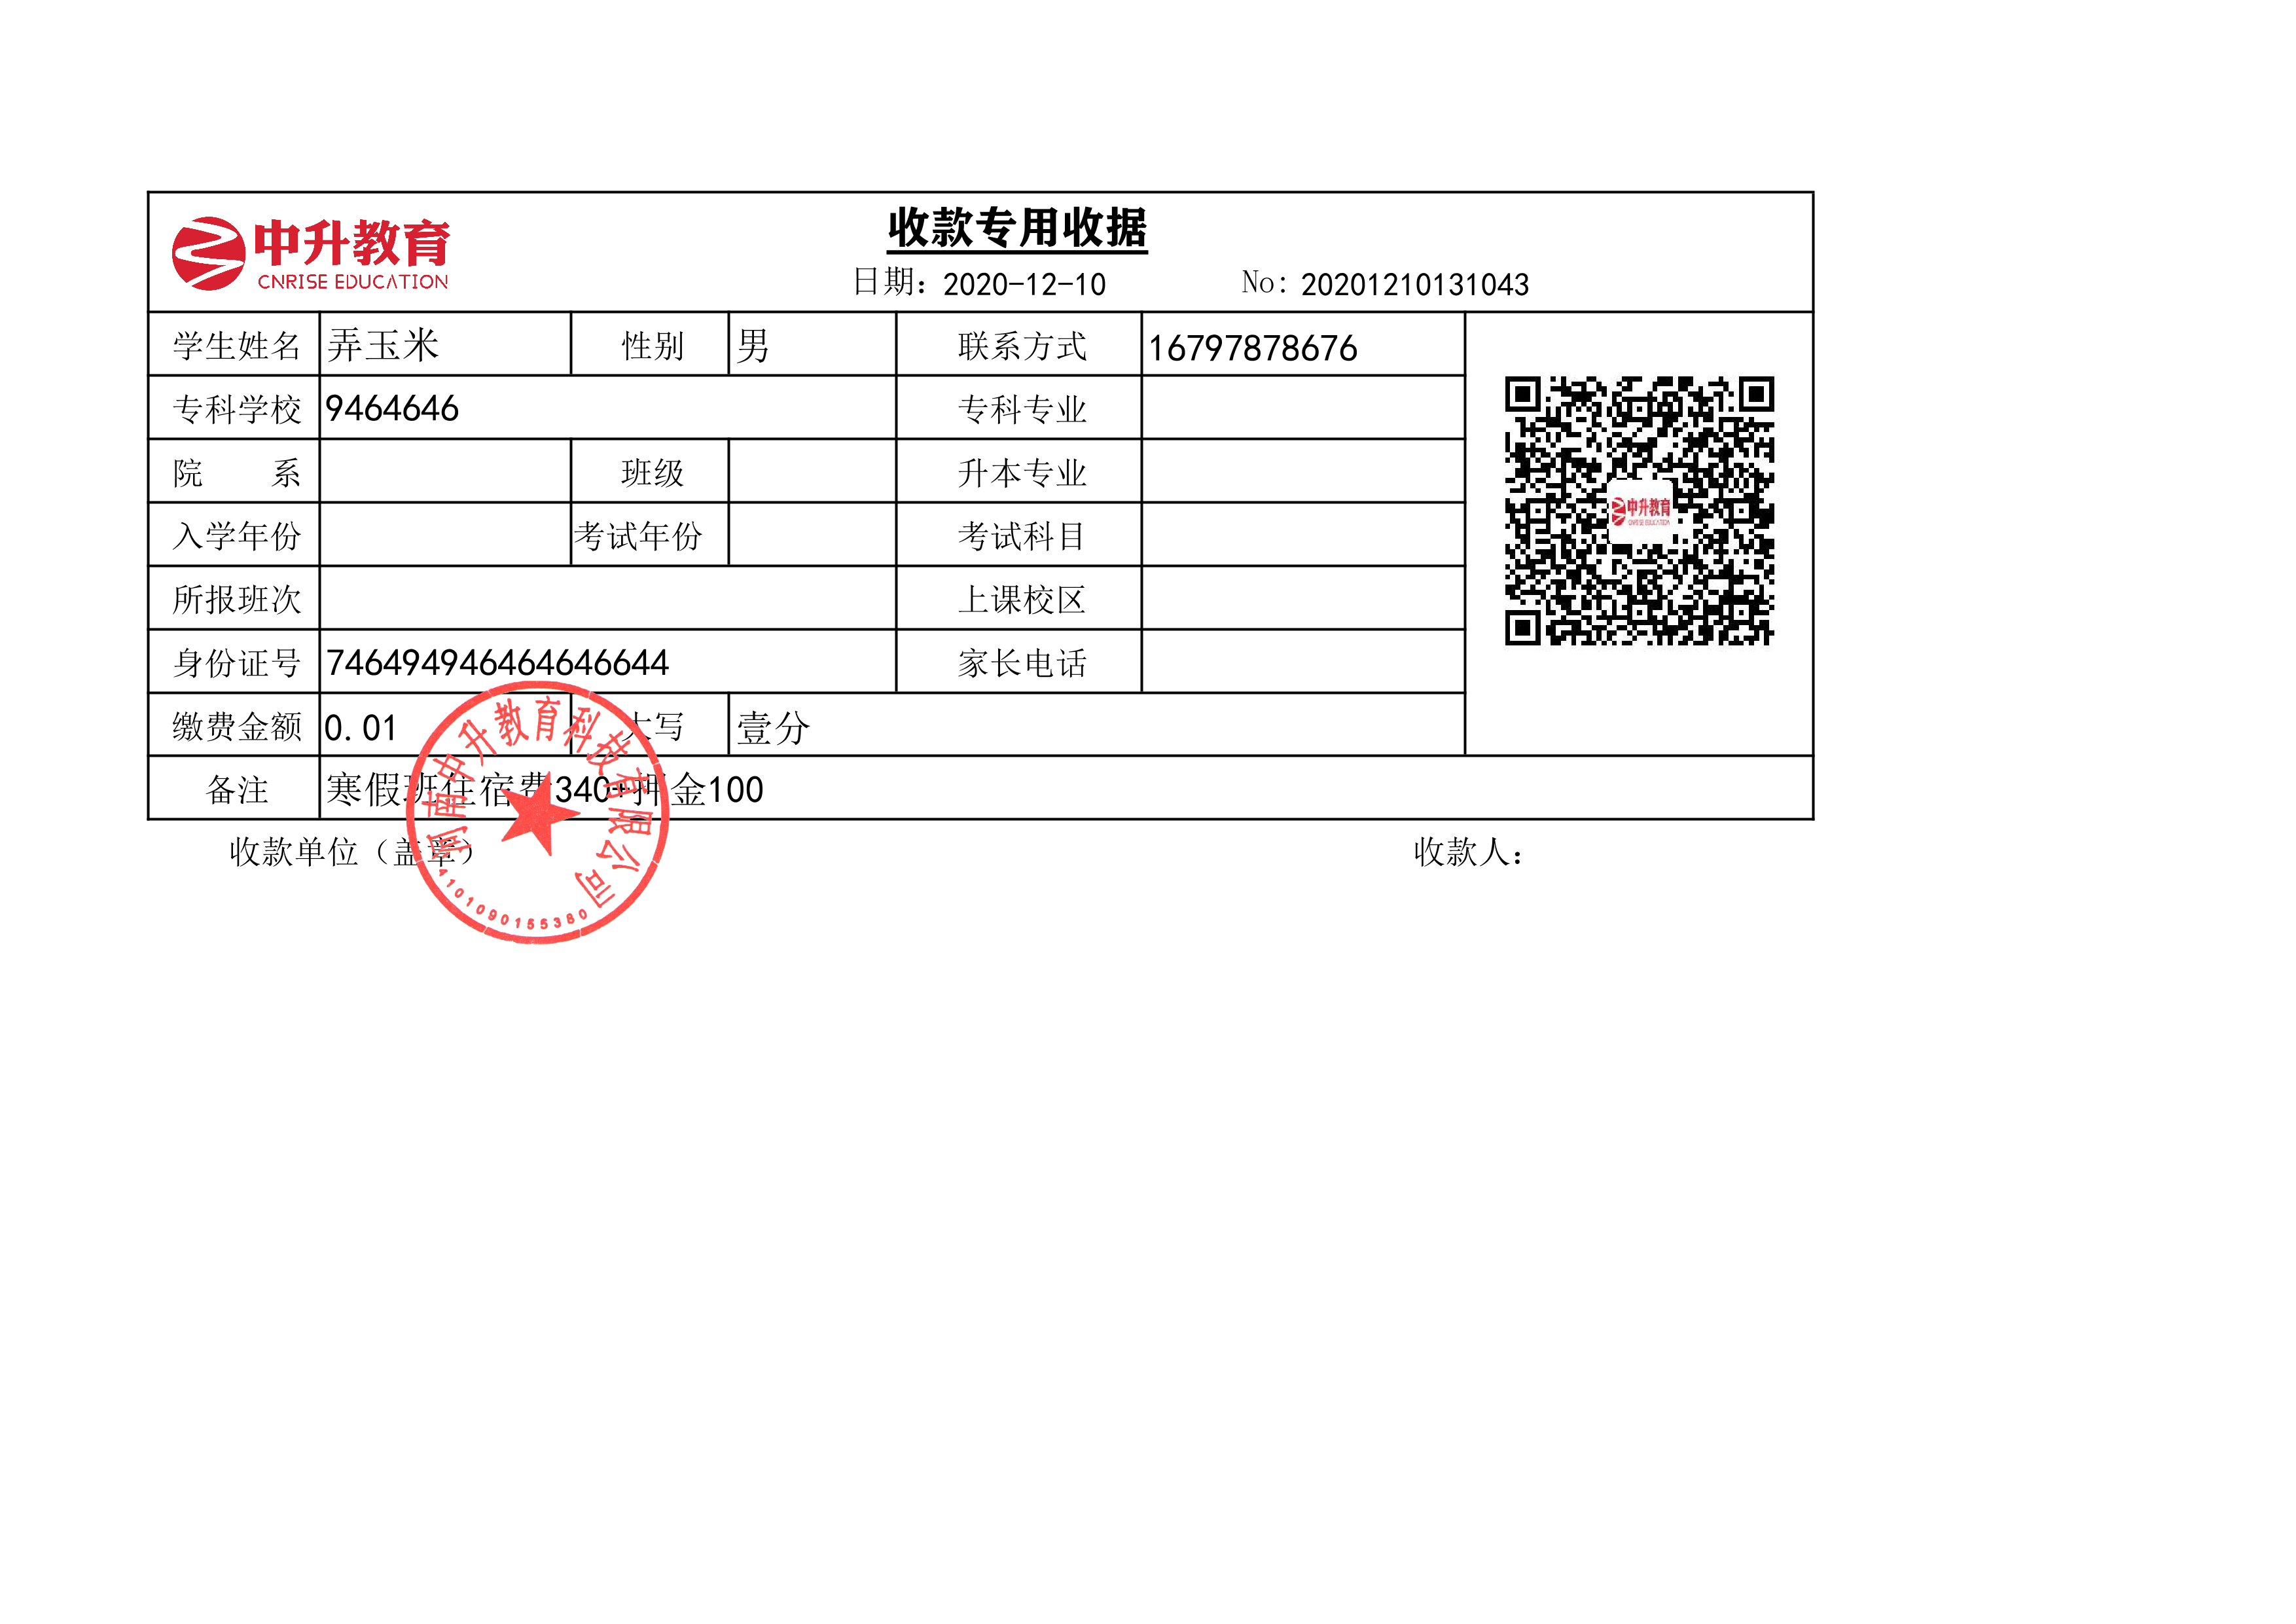 中升教育
CNRISE EDUCATION
收款专用收据
日期：2020-12-10 No：20201210131043
学生姓名 弄玉米 性别 男 联系方式 16797878676
专科学校 9464646 专科专业
院 系 班级 升本专业
入学年份 考试年份 考试科目
所报班次 上课校区
身份证号 746494946464646644 家长电话
缴费金额 0.01 大写 壹分
备注 寒假班住宿费340+押金100
收款单位（盖章） 收款人：
中升教育
CNRISE EDUCATION
河南中升教育科技有限公司
4101090155380